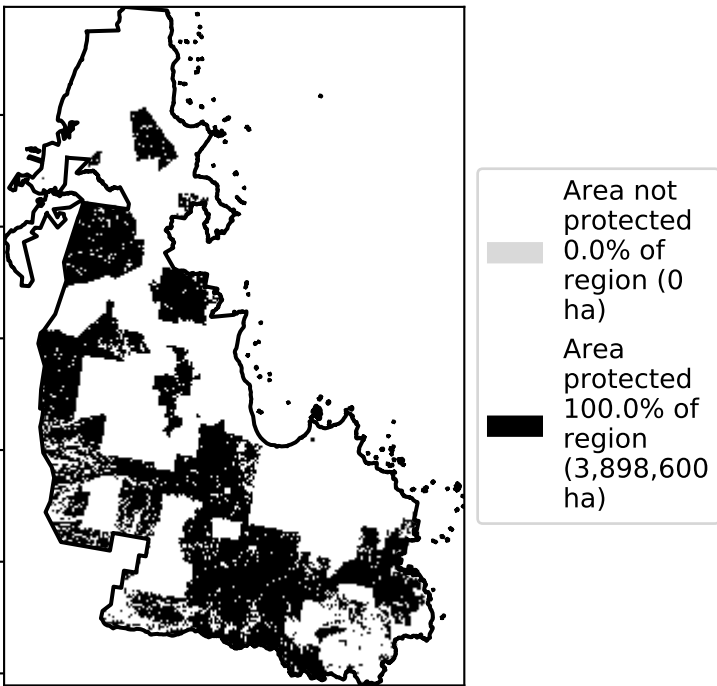 Area not
protected
0.0% of
region (0
ha)
Area
protected
100.0% of
region
(3,898,600
ha)